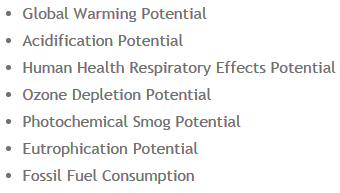 • Global Warming Potential
• Acidification Potential
• Human Health Respiratory Effects Potential
• Ozone Depletion Potential
• Photochemical Smog Potential
• Eutrophication Potential
• Fossil Fuel Consumption